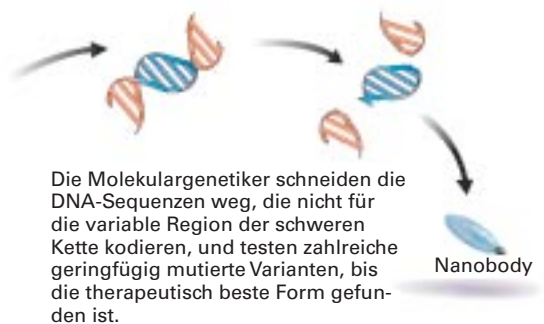 Die Molekulargenetiker schneiden die
DNA-Sequenzen weg, die nicht für
die variable Region der schweren
Kette kodieren, und testen zahlreiche
geringfügig mutierte Varianten, bis
die therapeutisch beste Form gefun-
den ist.
Nanobody